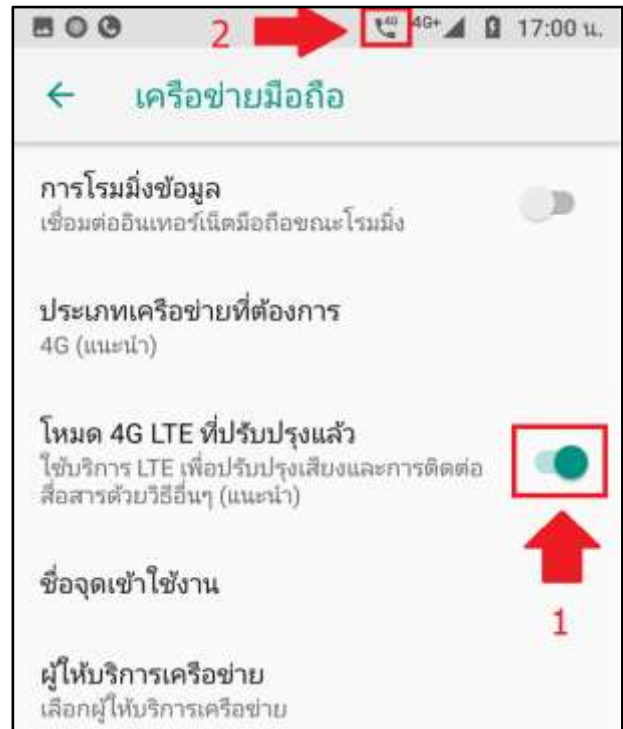 2 4G 4G+ 17:00 น.
เครือข่ายมือถือ
การโรมมิ่งข้อมูล
เชื่อมต่ออินเทอร์เน็ตมือถือขณะโรมมิ่ง
ประเภทเครือข่ายที่ต้องการ
4G (แนะนำ)
โหมด 4G LTE ที่ปรับปรุงแล้ว
ใช้บริการ LTE เพื่อปรับปรุงเสียงและการติดต่อ
สื่อสารด้วยวิธีอื่นๆ (แนะนำ)
ชื่อจุดเข้าใช้งาน
1
ผู้ให้บริการเครือข่าย
เลือกผู้ให้บริการเครือข่าย